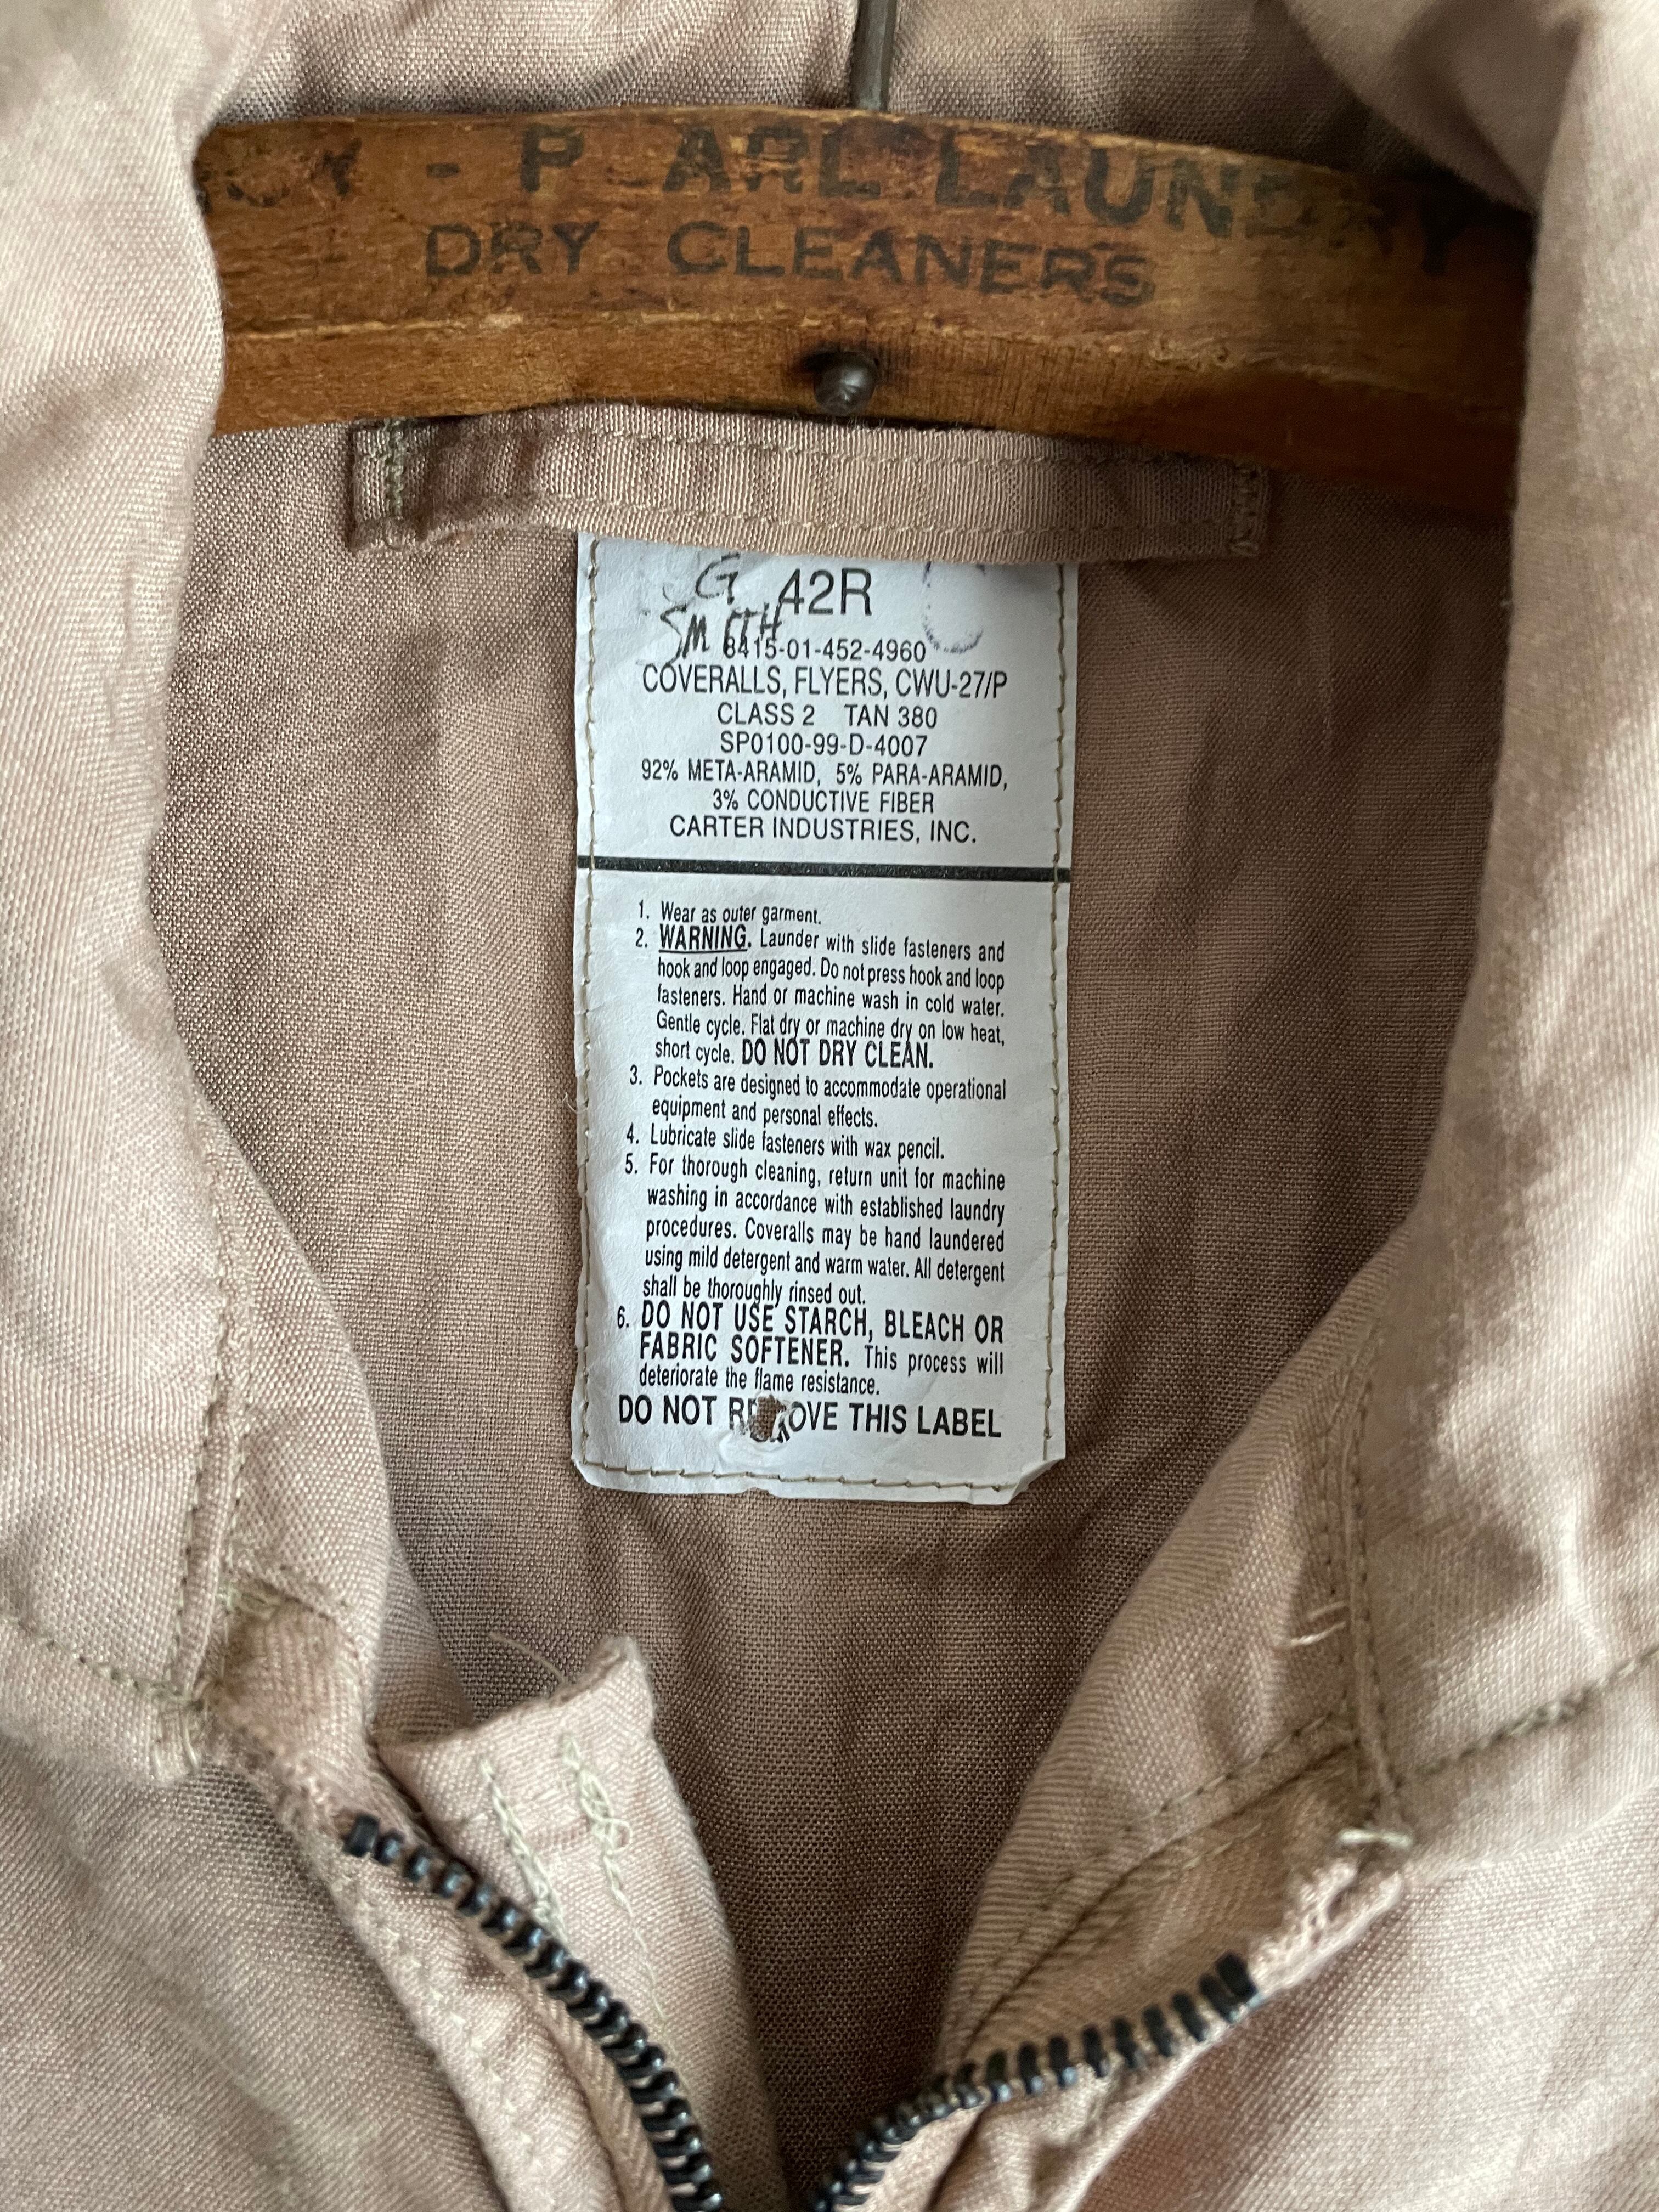 - P ARL LAUNDRY
DRY CLEANERS
G 42R
SMITH
8415-01-452-4960
COVERALLS, FLYERS, CWU-27/P
CLASS 2 TAN 380
SP0100-99-D-4007
92% META-ARAMID, 5% PARA-ARAMID,
3% CONDUCTIVE FIBER
CARTER INDUSTRIES, INC.
1. Wear as outer garment.
2. WARNING. Launder with slide fasteners and
hook and loop engaged. Do not press hook and loop
fasteners. Hand or machine wash in cold water.
Gentle cycle. Flat dry or machine dry on low heat,
short cycle. DO NOT DRY CLEAN.
3. Pockets are designed to accommodate operational
equipment and personal effects.
4. Lubricate slide fasteners with wax pencil.
5. For thorough cleaning, return unit for machine
washing in accordance with established laundry
procedures. Coveralls may be hand laundered
using mild detergent and warm water. All detergent
shall be thoroughly rinsed out.
6. DO NOT USE STARCH, BLEACH OR
FABRIC SOFTENER. This process will
deteriorate the flame resistance.
DO NOT REMOVE THIS LABEL